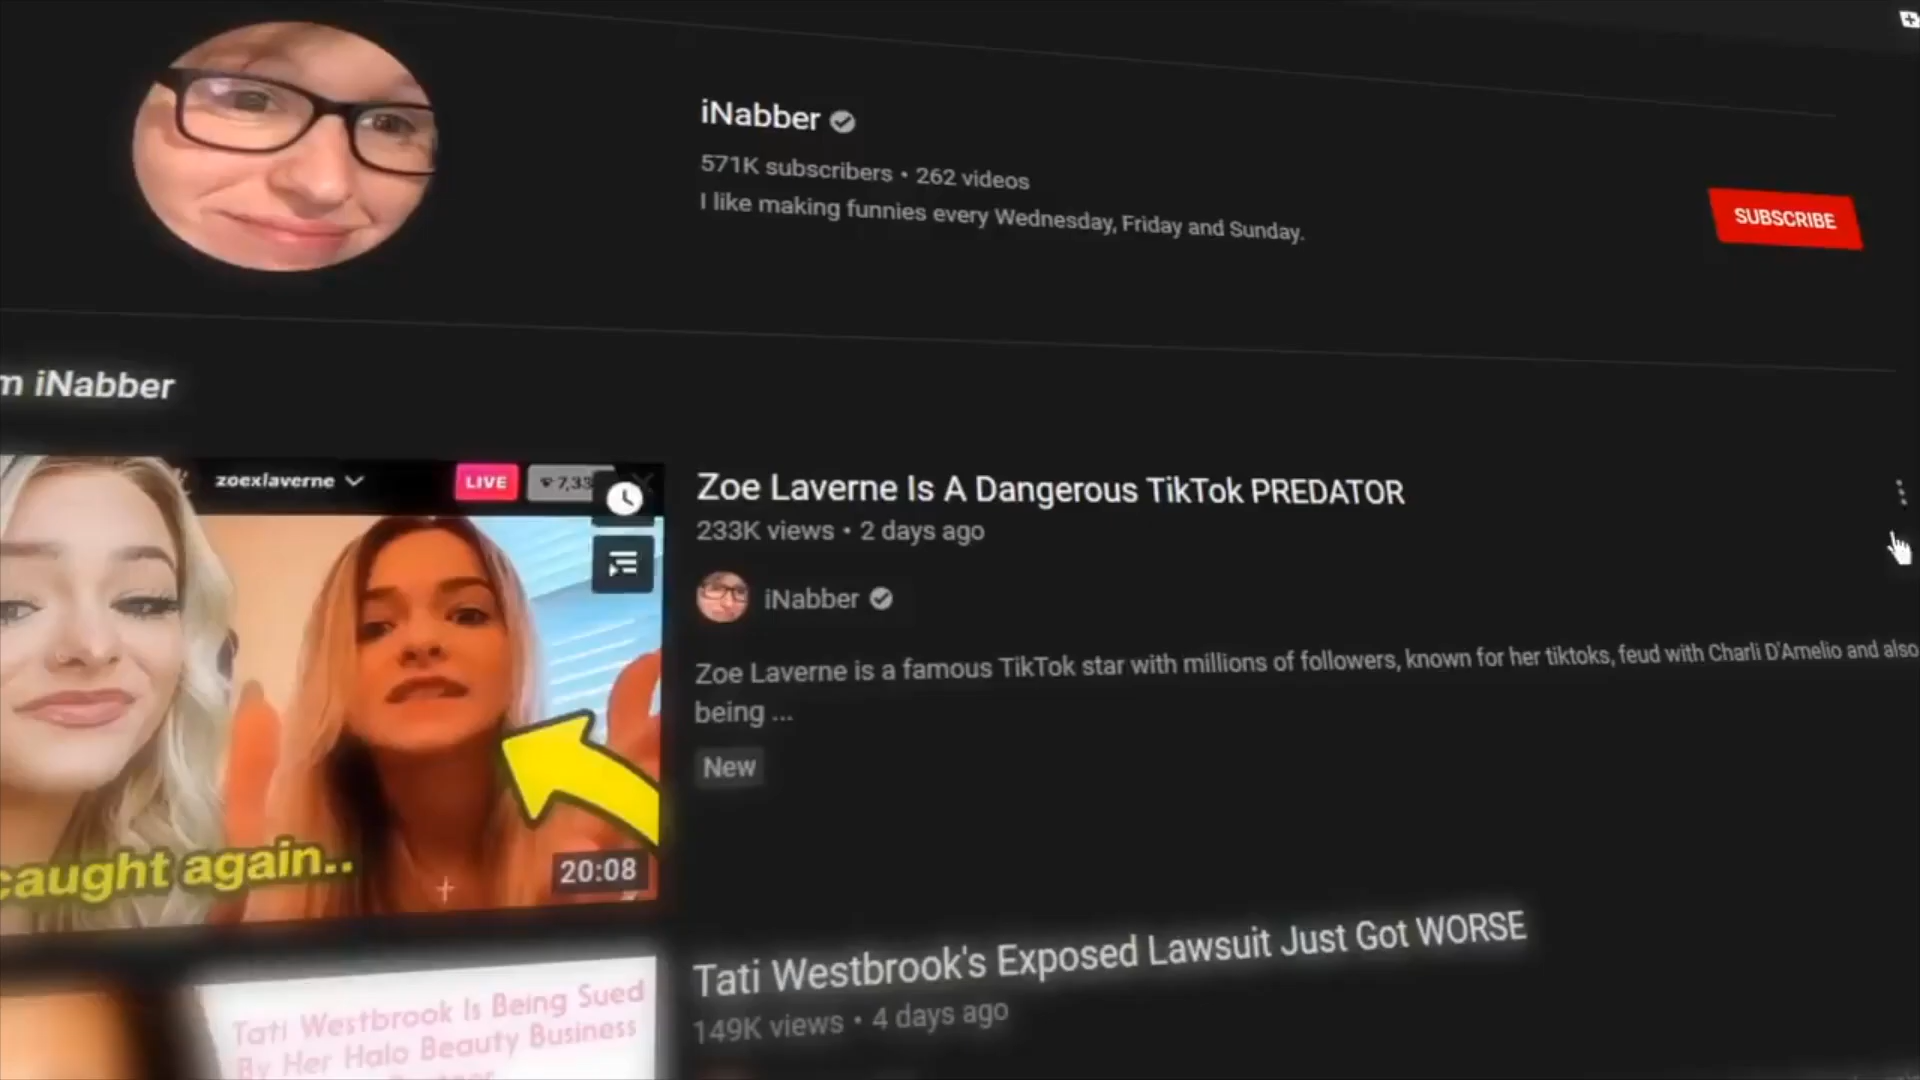 iNabber
571K subscribers • 262 videos
I like making funnies every Wednesday, Friday and Sunday.
SUBSCRIBE
m iNabber
zoexlaverne
LIVE
7,33
caught again..
20:08
Zoe Laverne Is A Dangerous TikTok PREDATOR
233K views • 2 days ago
iNabber
Zoe Laverne is a famous TikTok star with millions of followers, known for her tiktoks, feud with Charli D'Amelio and also
being ...
New
Tati Westbrook Is Being Sued
By Her Halo Beauty Business
Tati Westbrook's Exposed Lawsuit Just Got WORSE
149K views • 4 days ago